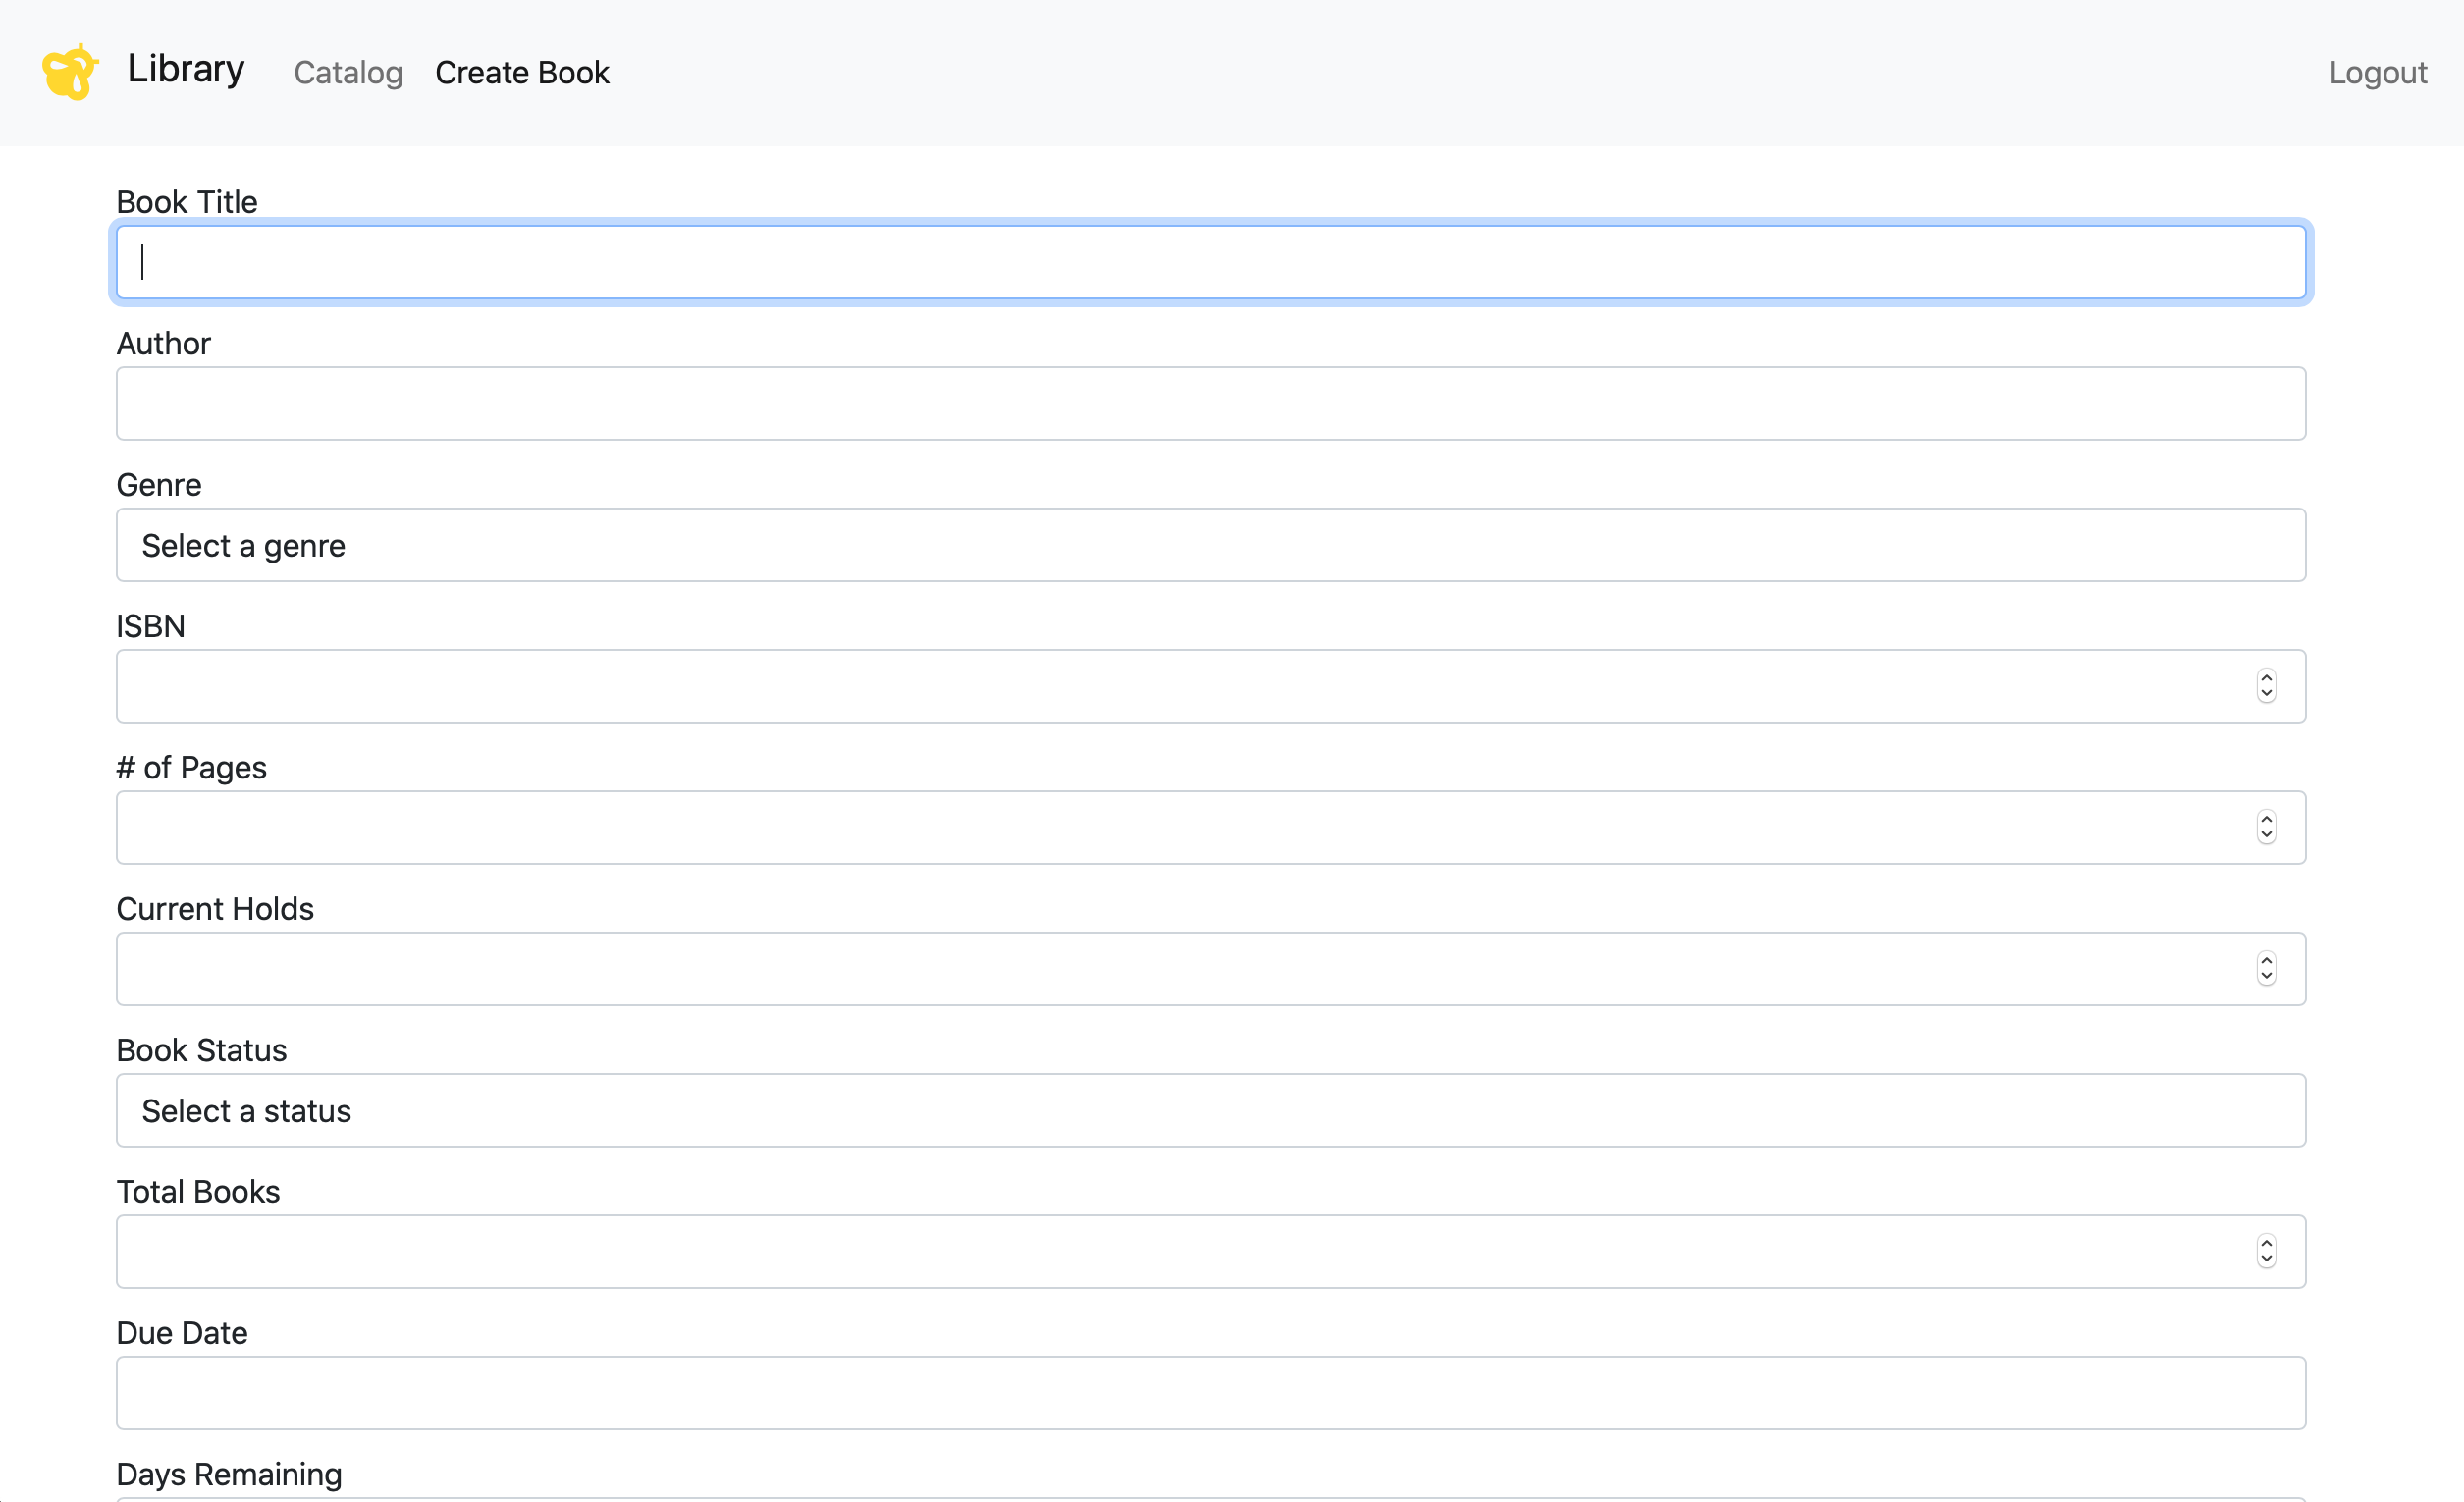 Library Catalog Create Book Logout
Book Title
Author
Genre
Select a genre
ISBN
# of Pages
Current Holds
Book Status
Select a status
Total Books
Due Date
Days Remaining